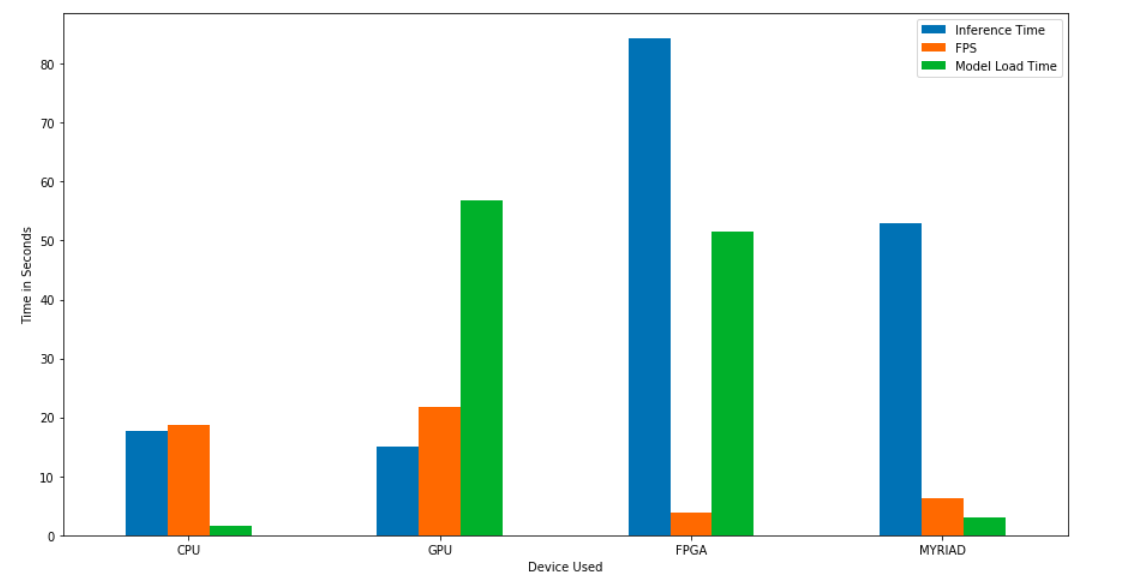 Inference Time
FPS
Model Load Time
Time in Seconds
80
70
60
50
40
30
20
10
0
CPU GPU FPGA MYRIAD
Device Used